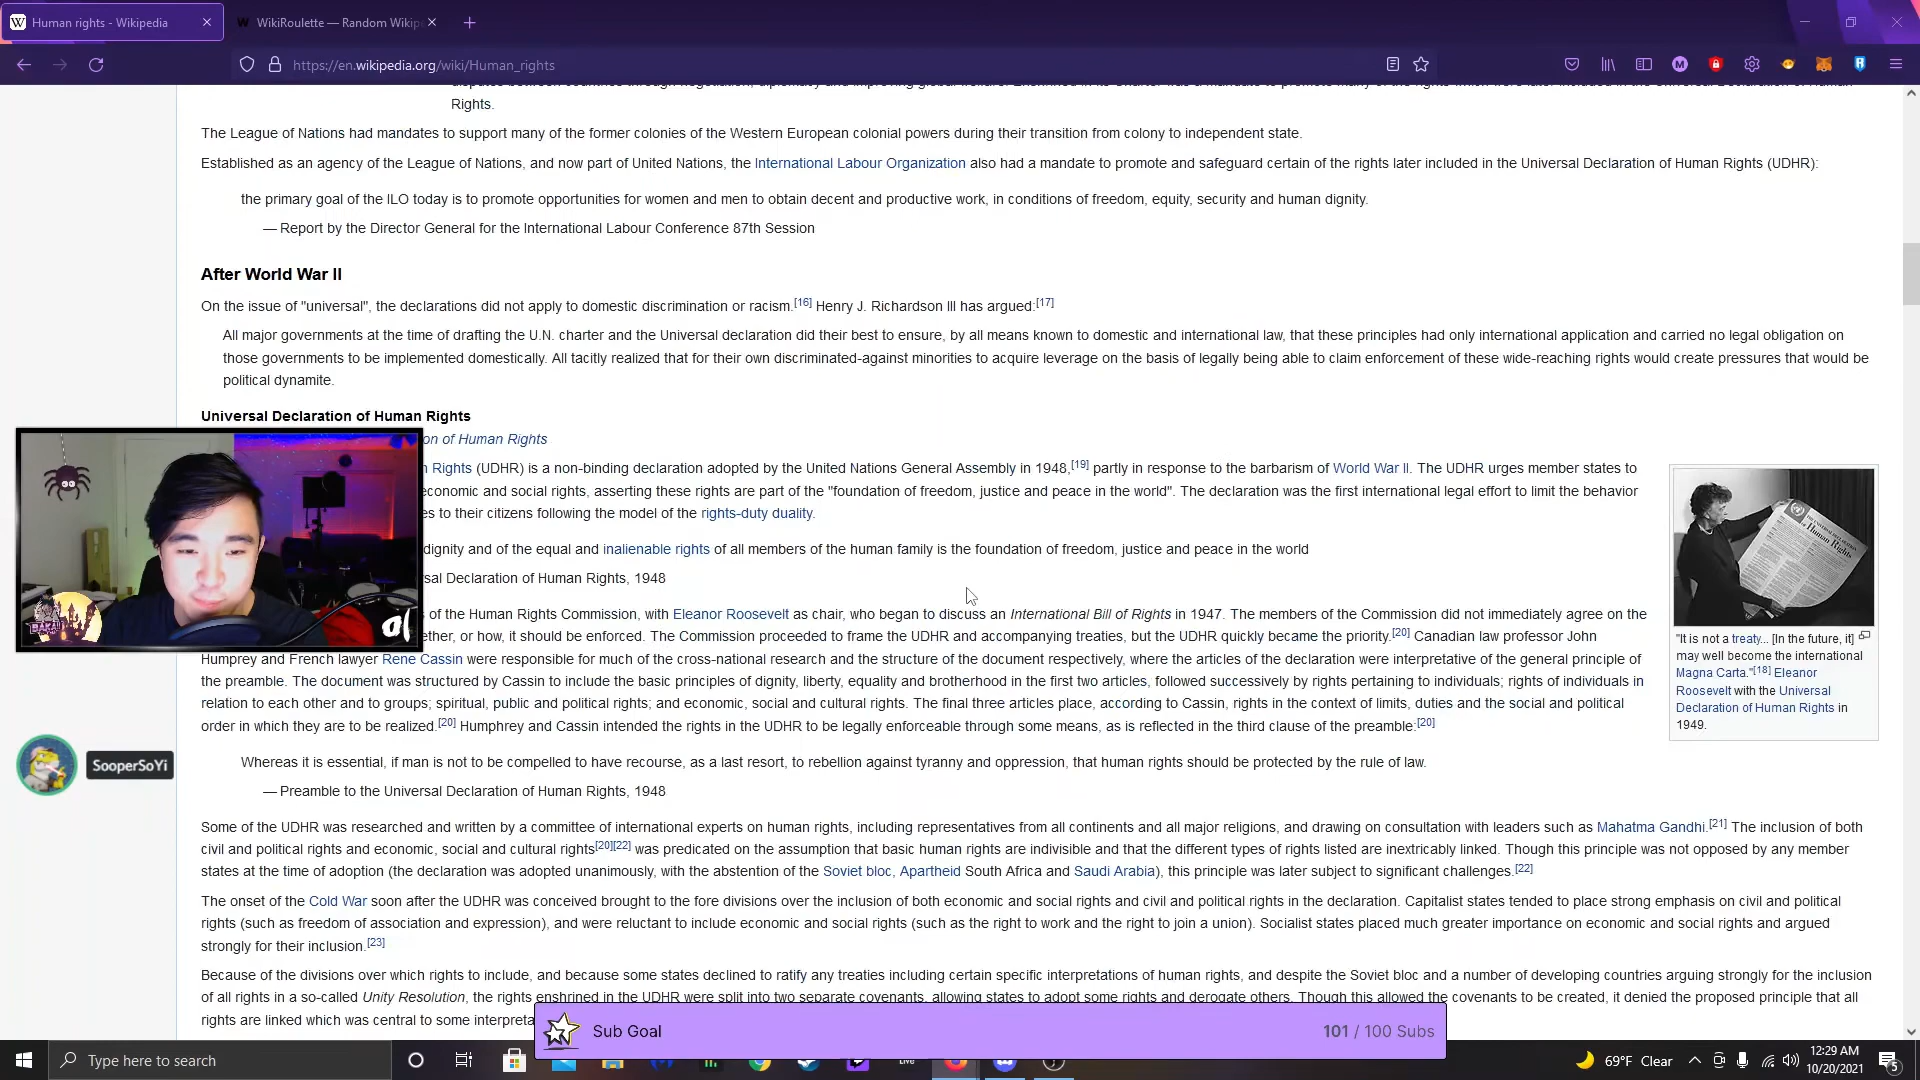 Human rights - Wikipedia
WikiRoulette — Random Wikip
https://en.wikipedia.org/wiki/Human_rights
Rights.
The League of Nations had mandates to support many of the former colonies of the Western European colonial powers during their transition from colony to independent state.
Established as an agency of the League of Nations, and now part of United Nations, the International Labour Organization also had a mandate to promote and safeguard certain of the rights later included in the Universal Declaration of Human Rights (UDHR):
the primary goal of the ILO today is to promote opportunities for women and men to obtain decent and productive work, in conditions of freedom, equity, security and human dignity.
— Report by the Director General for the International Labour Conference 87th Session
After World War II
On the issue of "universal", the declarations did not apply to domestic discrimination or racism.[16] Henry J. Richardson III has argued:[17]
All major governments at the time of drafting the U.N. charter and the Universal declaration did their best to ensure, by all means known to domestic and international law, that these principles had only international application and carried no legal obligation on
those governments to be implemented domestically. All tacitly realized that for their own discriminated-against minorities to acquire leverage on the basis of legally being able to claim enforcement of these wide-reaching rights would create pressures that would be
political dynamite.
Universal Declaration of Human Rights
on of Human Rights
n Rights (UDHR) is a non-binding declaration adopted by the United Nations General Assembly in 1948,[19] partly in response to the barbarism of World War II. The UDHR urges member states to
economic and social rights, asserting these rights are part of the "foundation of freedom, justice and peace in the world". The declaration was the first international legal effort to limit the behavior
es to their citizens following the model of the rights-duty duality.
dignity and of the equal and inalienable rights of all members of the human family is the foundation of freedom, justice and peace in the world
sal Declaration of Human Rights, 1948
of the Human Rights Commission, with Eleanor Roosevelt as chair, who began to discuss an International Bill of Rights in 1947. The members of the Commission did not immediately agree on the
ether, or how, it should be enforced. The Commission proceeded to frame the UDHR and accompanying treaties, but the UDHR quickly became the priority.[20] Canadian law professor John
Humprey and French lawyer René Cassin were responsible for much of the cross-national research and the structure of the document respectively, where the articles of the declaration were interpretative of the general principle of
the preamble. The document was structured by Cassin to include the basic principles of dignity, liberty, equality and brotherhood in the first two articles, followed successively by rights pertaining to individuals; rights of individuals in
relation to each other and to groups; spiritual, public and political rights; and economic, social and cultural rights. The final three articles place, according to Cassin, rights in the context of limits, duties and the social and political
order in which they are to be realized.[20] Humphrey and Cassin intended the rights in the UDHR to be legally enforceable through some means, as is reflected in the third clause of the preamble:[20]
Human Rights
"It is not a treaty... [In the future, it]
may well become the international
Magna Carta."[18] Eleanor
Roosevelt with the Universal
Declaration of Human Rights in
1949.
SooperSoYi
Whereas it is essential, if man is not to be compelled to have recourse, as a last resort, to rebellion against tyranny and oppression, that human rights should be protected by the rule of law.
— Preamble to the Universal Declaration of Human Rights, 1948
Some of the UDHR was researched and written by a committee of international experts on human rights, including representatives from all continents and all major religions, and drawing on consultation with leaders such as Mahatma Gandhi.[21] The inclusion of both
civil and political rights and economic, social and cultural rights[20][22] was predicated on the assumption that basic human rights are indivisible and that the different types of rights listed are inextricably linked. Though this principle was not opposed by any member
states at the time of adoption (the declaration was adopted unanimously, with the abstention of the Soviet bloc, Apartheid South Africa and Saudi Arabia), this principle was later subject to significant challenges.[22]
The onset of the Cold War soon after the UDHR was conceived brought to the fore divisions over the inclusion of both economic and social rights and civil and political rights in the declaration. Capitalist states tended to place strong emphasis on civil and political
rights (such as freedom of association and expression), and were reluctant to include economic and social rights (such as the right to work and the right to join a union). Socialist states placed much greater importance on economic and social rights and argued
strongly for their inclusion.[23]
Because of the divisions over which rights to include, and because some states declined to ratify any treaties including certain specific interpretations of human rights, and despite the Soviet bloc and a number of developing countries arguing strongly for the inclusion
of all rights in a so-called Unity Resolution, the rights enshrined in the UDHR were split into two separate covenants, allowing states to adopt some rights and derogate others. Though this allowed the covenants to be created, it denied the proposed principle that all
rights are linked which was central to some interpreta
Sub Goal
101 / 100 Subs
Type here to search
69°F Clear
12:29 AM
10/20/2021
5